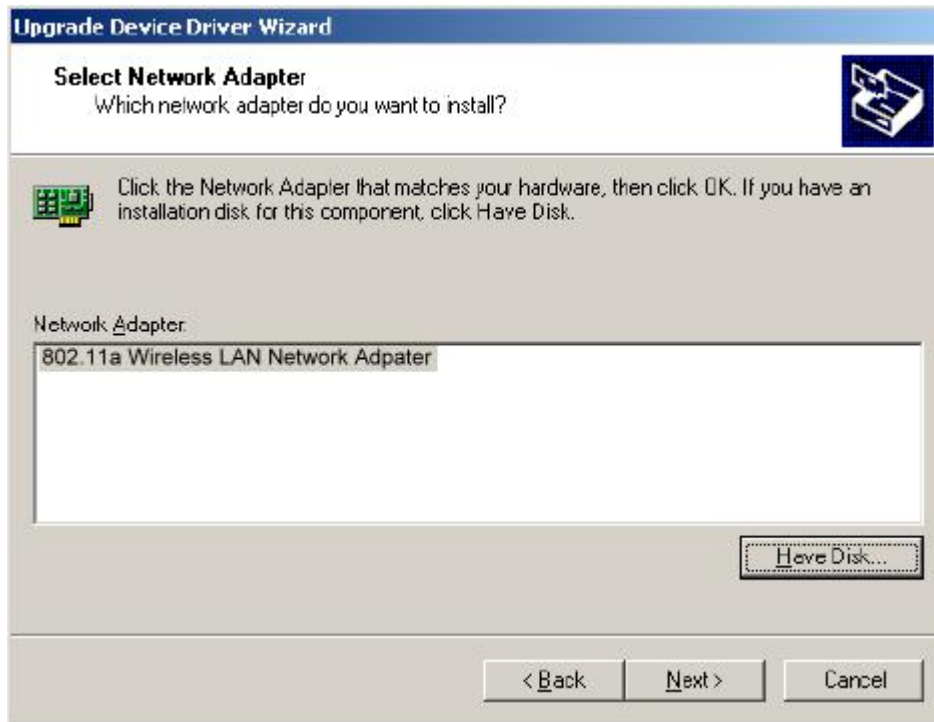 Upgrade Device Driver Wizard
Select Network Adapter
Which network adapter do you want to install?
Click the Network Adapter that matches your hardware, then click OK. If you have an
installation disk for this component, click Have Disk.
Network Adapter:
802.11a Wireless LAN Network Adpater
Have Disk...
< Back
Next >
Cancel